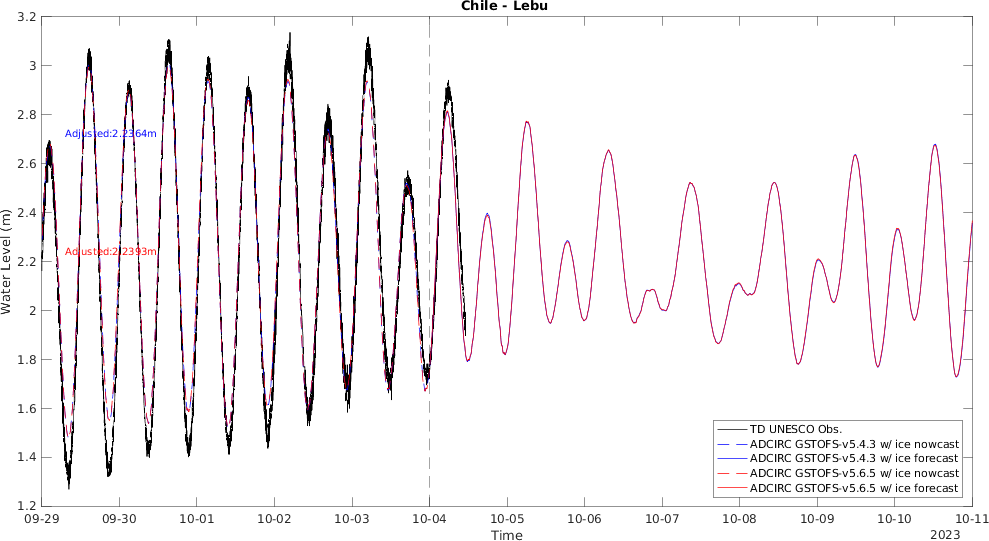 Chile - Lebu
3.2
3
2.8
2.6
2.4
2.2
2
1.8
1.6
1.4
1.2
Water Level (m)
Adjusted:2.2364m
Adjusted:2.2393m
TD UNESCO Obs.
ADCIRC GSTOFS-v5.4.3 w/ ice nowcast
ADCIRC GSTOFS-v5.4.3 w/ ice forecast
ADCIRC GSTOFS-v5.6.5 w/ ice nowcast
ADCIRC GSTOFS-v5.6.5 w/ ice forecast
09-29 09-30 10-01 10-02 10-03 10-04 10-05 10-06 10-07 10-08 10-09 10-10 10-11
Time
2023